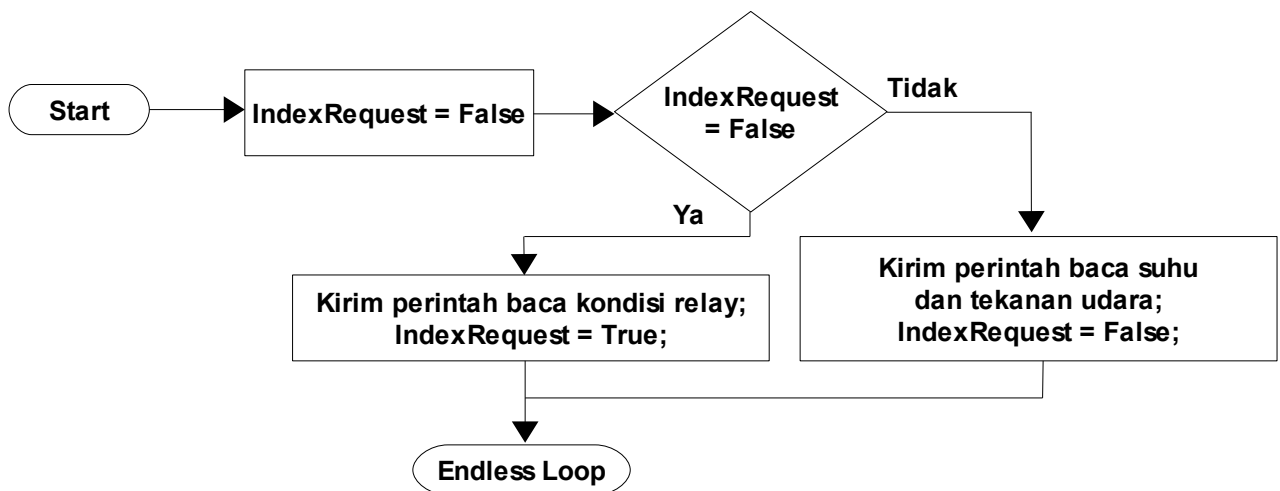 Start
IndexRequest = False
IndexRequest
= False
Tidak
Ya
Kirim perintah baca kondisi relay;
IndexRequest = True;
Kirim perintah baca suhu
dan tekanan udara;
IndexRequest = False;
Endless Loop